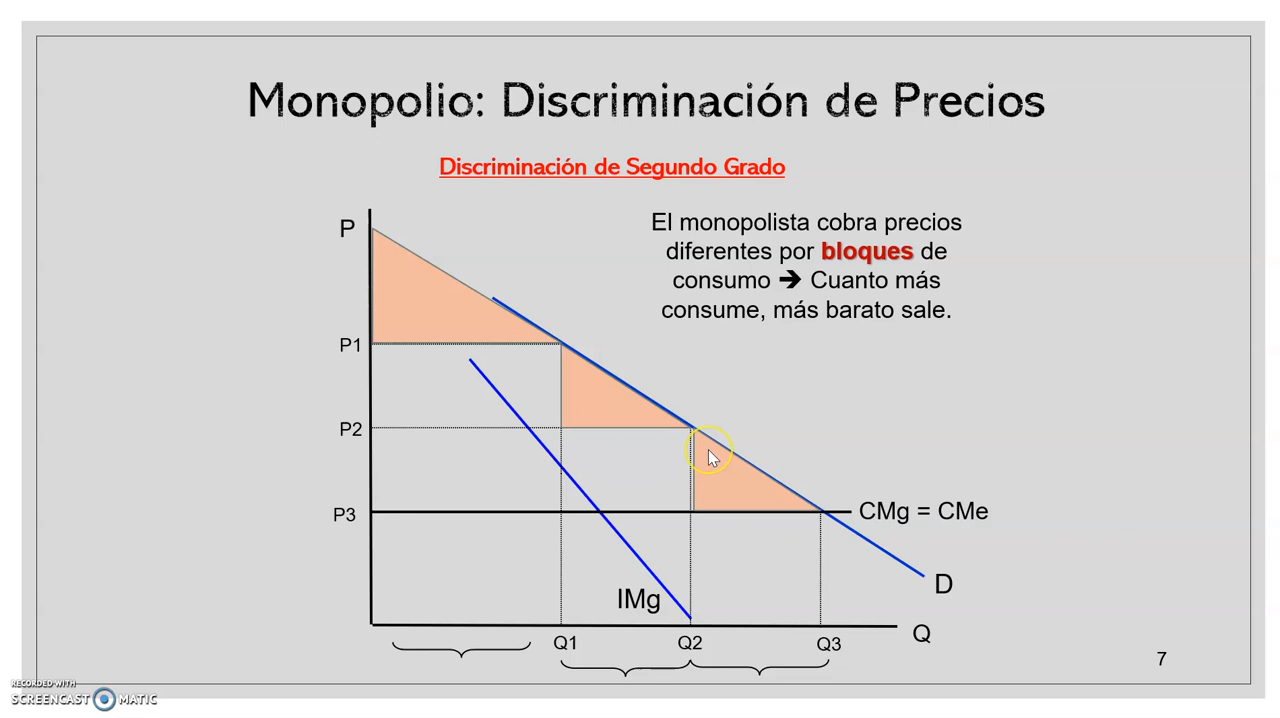 Monopolio: Discriminación de Precios
Discriminación de Segundo Grado
El monopolista cobra precios
diferentes por bloques de
consumo ➔ Cuanto más
consume, más barato sale.
P
P1
P2
P3
CMg = CMe
IMg
D
Q1
Q2
Q3
Q
7
RECORDED WITH
SCREENCAST MATIC